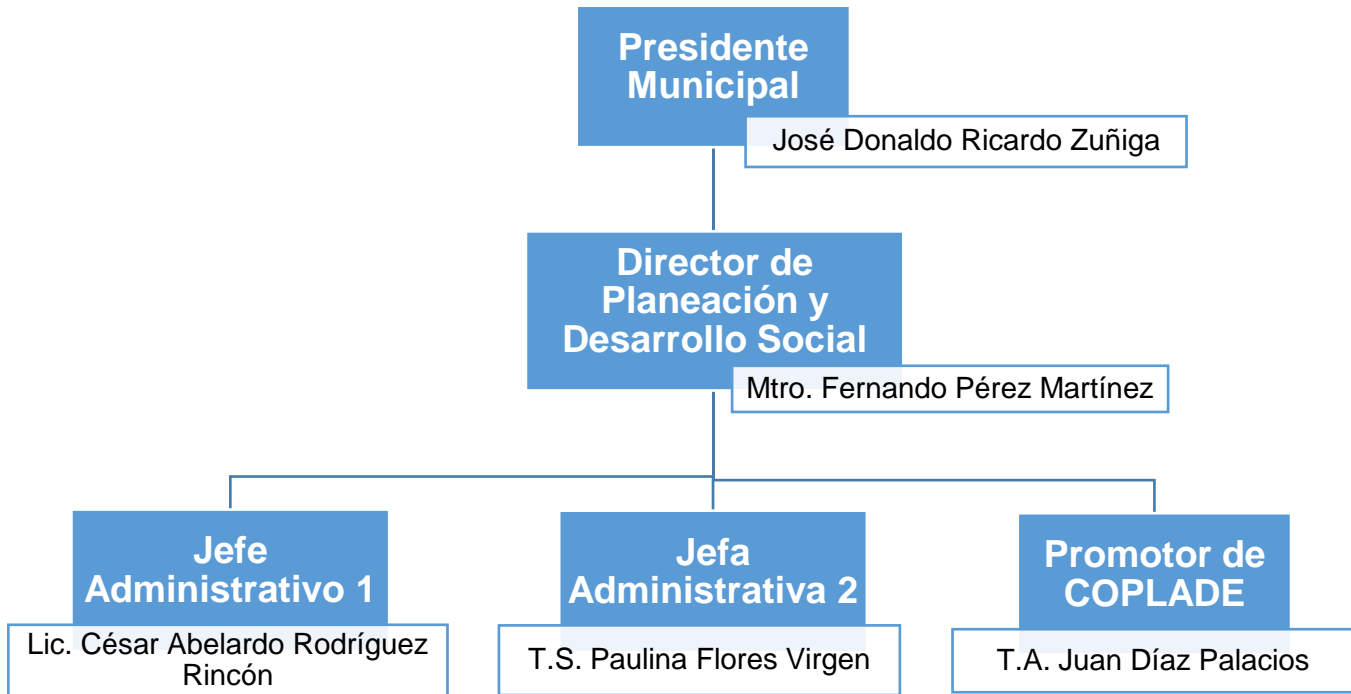 Presidente
Municipal
José Donaldo Ricardo Zuñiga
Director de
Planeación y
Desarrollo Social
Mtro. Fernando Pérez Martínez
Jefe
Administrativo 1
Lic. César Abelardo Rodríguez
Rincón
Jefa
Administrativa 2
T.S. Paulina Flores Virgen
Promotor de
COPLADE
T.A. Juan Díaz Palacios